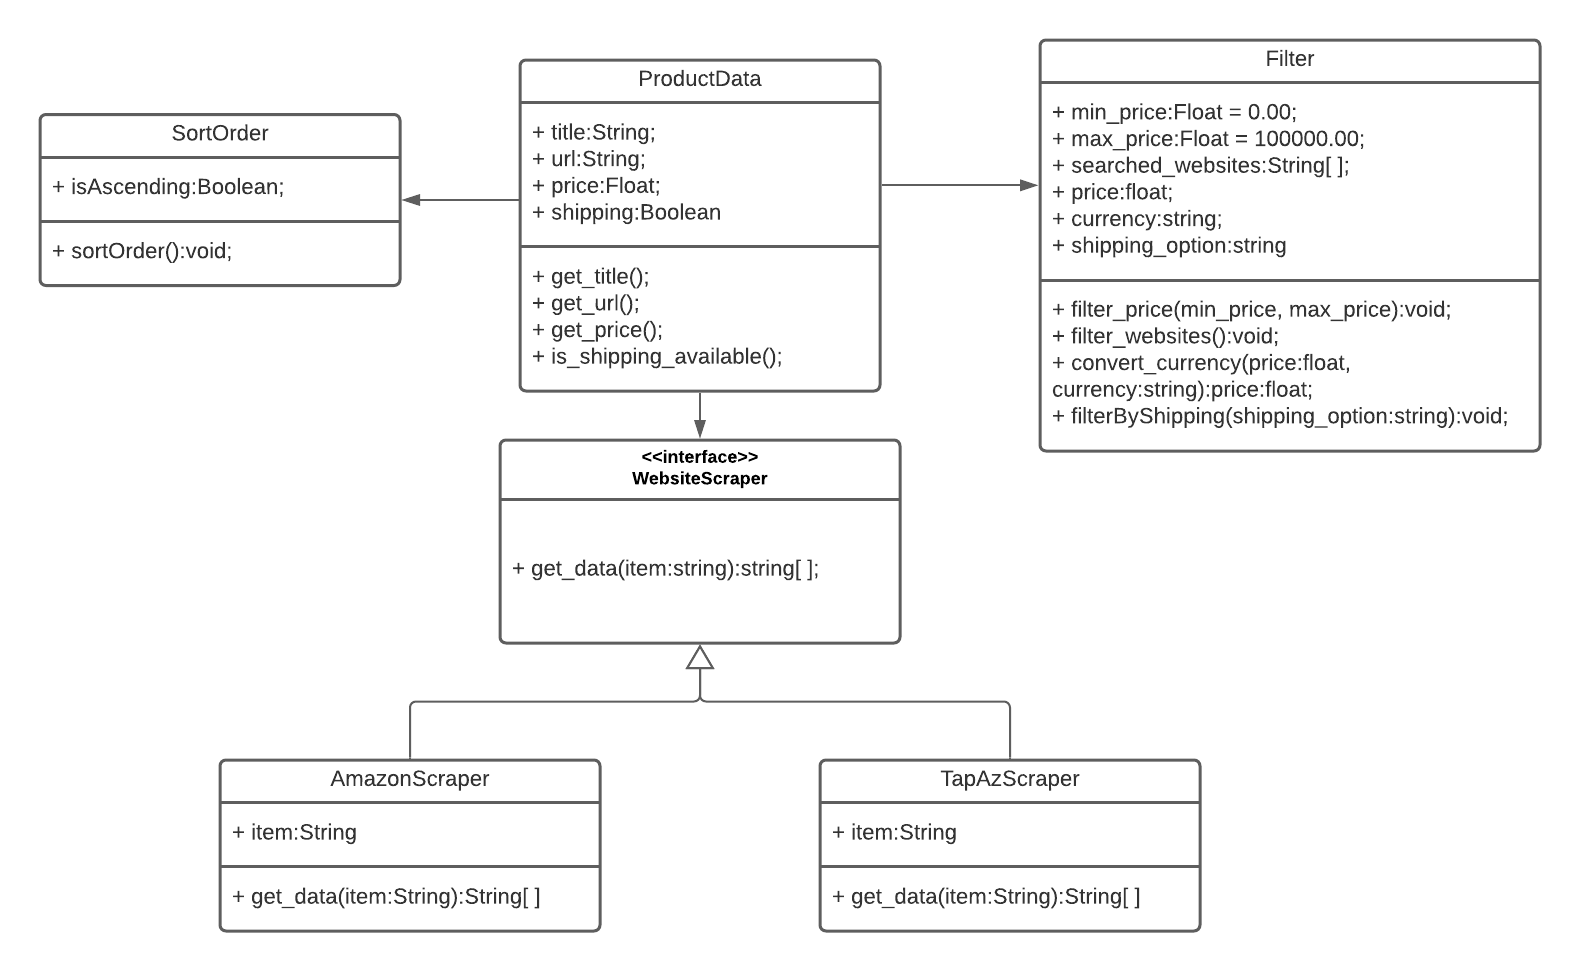 SortOrder
+ isAscending:Boolean;
+ sortOrder():void;
ProductData
+ title:String;
+ url:String;
+ price:Float;
+ shipping:Boolean
+ get_title();
+ get_url();
+ get_price();
+ is_shipping_available();
Filter
+ min_price:Float = 0.00;
+ max_price:Float = 100000.00;
+ searched_websites:String[ ];
+ price:float;
+ currency:string;
+ shipping_option:string
+ filter_price(min_price, max_price):void;
+ filter_websites():void;
+ convert_currency(price:float,
currency:string):price:float;
+ filterByShipping(shipping_option:string):void;
<<interface>>
WebsiteScraper
+ get_data(item:string):string[ ];
AmazonScraper
+ item:String
+ get_data(item:String):String[ ]
TapAzScraper
+ item:String
+ get_data(item:String):String[ ]